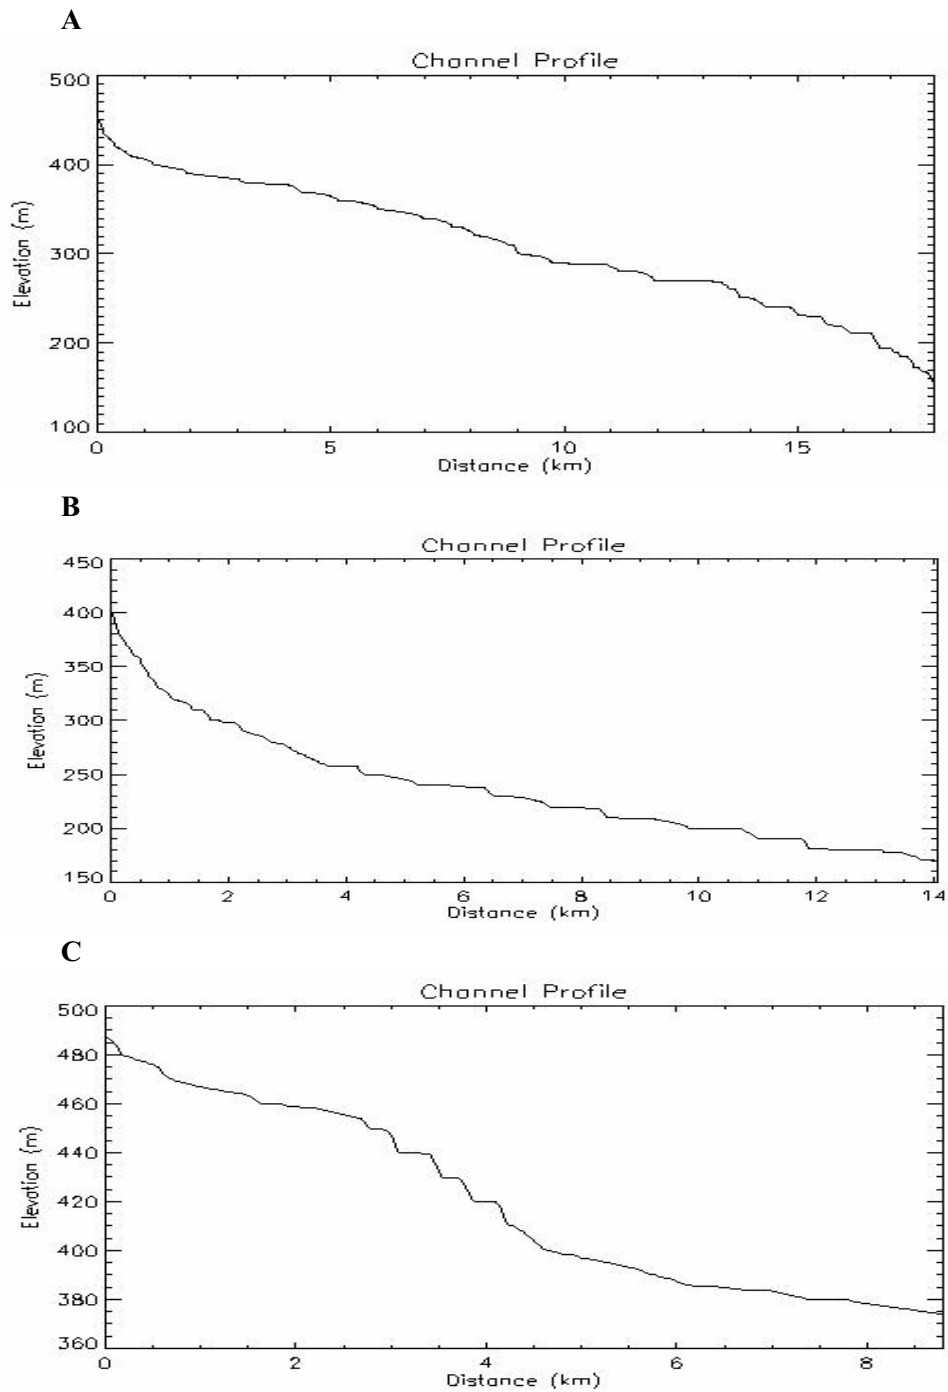 A
Channel Profile
500
400
300
200
100
Elevation (m)
0 5 10 15
Distance (km)
B
Channel Profile
450
400
350
300
250
200
150
Elevation (m)
0 2 4 6 8 10 12 14
Distance (km)
C
Channel Profile
500
480
460
440
420
400
380
360
Elevation (m)
0 2 4 6 8
Distance (km)